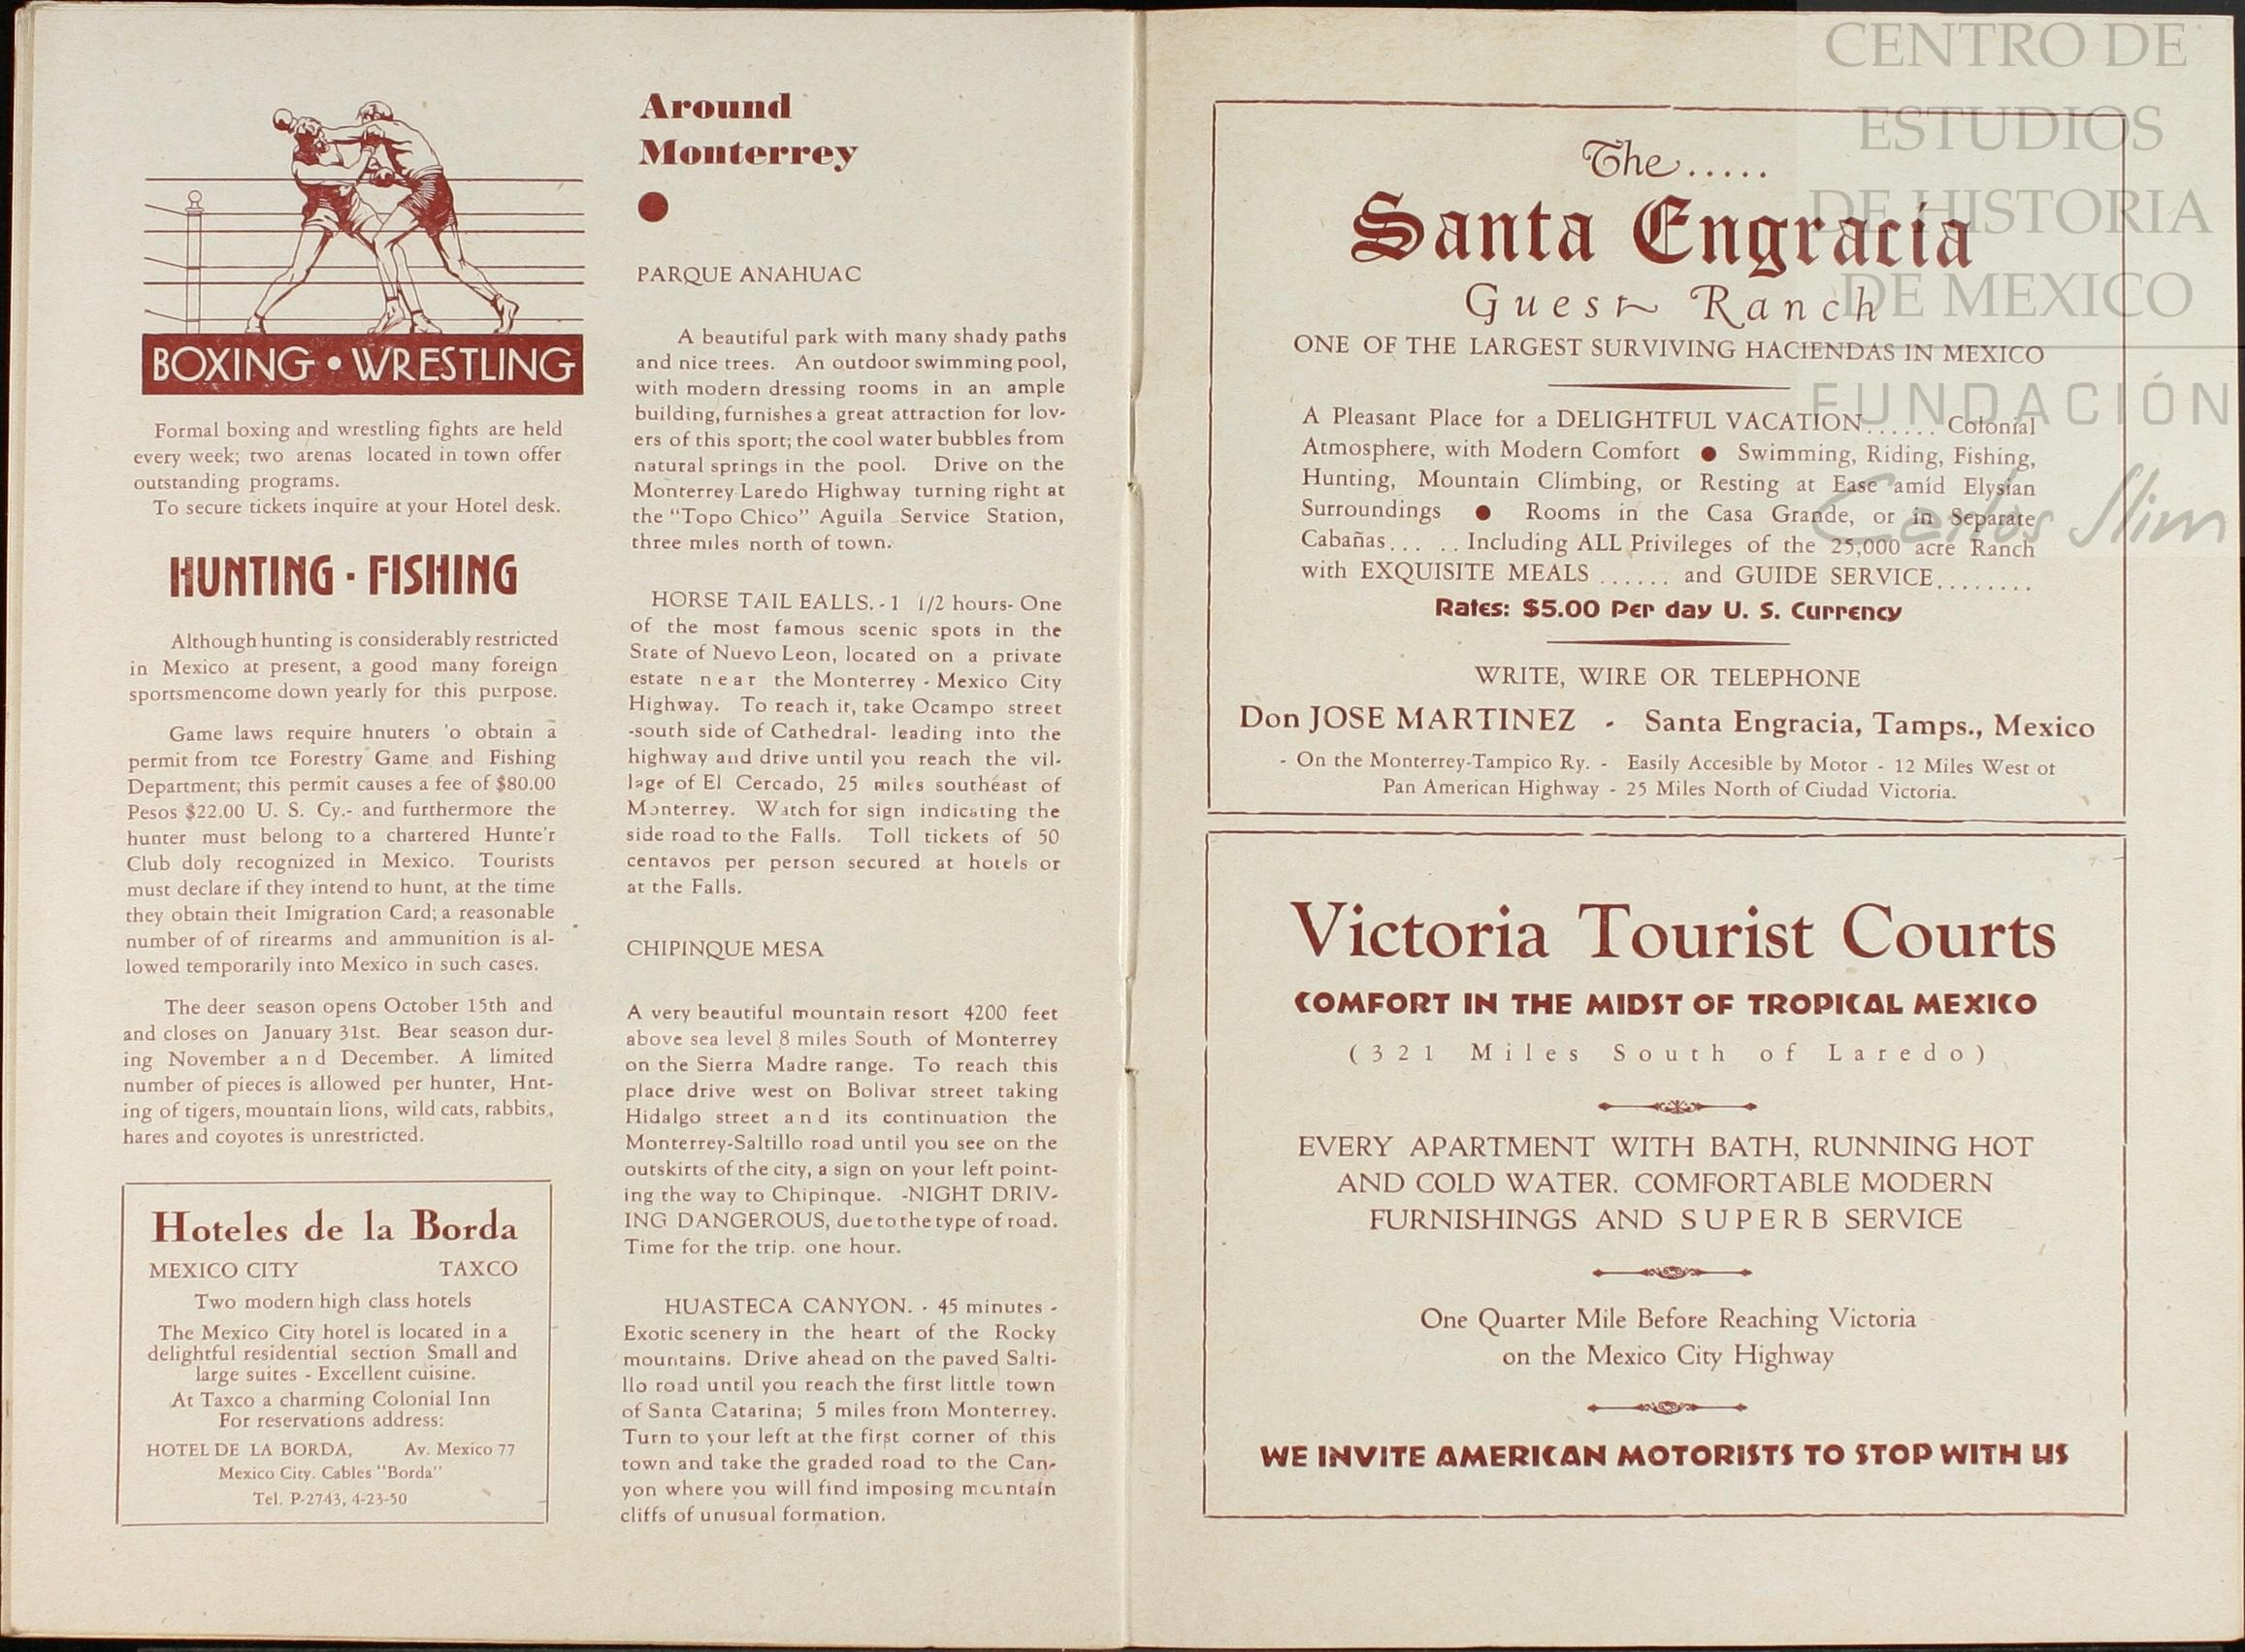 BOXING • WRESTLING
Formal boxing and wrestling fights are held
every week; two arenas located in town offer
outstanding programs.
To secure tickets inquire at your Hotel desk.
HUNTING - FISHING
Although hunting is considerably restricted
in Mexico at present, a good many foreign
sportsmencome down yearly for this purpose.
Game laws require hnuters 'o obtain a
permit from tce Forestry Game and Fishing
Department; this permit causes a fee of $80.00
Pesos $22.00 U. S. Cy.- and furthermore the
hunter must belong to a chartered Hunte'r
Club doly recognized in Mexico. Tourists
must declare if they intend to hunt, at the time
they obtain theit Imigration Card; a reasonable
number of of rirearms and ammunition is al-
lowed temporarily into Mexico in such cases.
The deer season opens October 15th and
and closes on January 31st. Bear season dur-
ing November and December. A limited
number of pieces is allowed per hunter, Hnt-
ing of tigers, mountain lions, wild cats, rabbits,
hares and coyotes is unrestricted.
Hoteles de la Borda
MEXICO CITY TAXCO
Two modern high class hotels
The Mexico City hotel is located in a
delightful residential section Small and
large suites - Excellent cuisine.
At Taxco a charming Colonial Inn
For reservations address:
HOTEL DE LA BORDA, Av. Mexico 77
Mexico City. Cables "Borda"
Tel. P-2743, 4-23-50
Around
Monterrey
PARQUE ANAHUAC
A beautiful park with many shady paths
and nice trees. An outdoor swimming pool,
with modern dressing rooms in an ample
building, furnishes a great attraction for lov-
ers of this sport; the cool water bubbles from
natural springs in the pool. Drive on the
Monterrey Laredo Highway turning right at
the "Topo Chico" Aguila Service Station,
three miles north of town.
HORSE TAIL EALLS. - 1 1/2 hours- One
of the most famous scenic spots in the
State of Nuevo Leon, located on a private
estate near the Monterrey - Mexico City
Highway. To reach it, take Ocampo street
-south side of Cathedral- leading into the
highway and drive until you reach the vil-
lage of El Cercado, 25 miles southeast of
Monterrey. Watch for sign indicating the
side road to the Falls. Toll tickets of 50
centavos per person secured at hotels or
at the Falls.
CHIPINQUE MESA
A very beautiful mountain resort 4200 feet
above sea level 8 miles South of Monterrey
on the Sierra Madre range. To reach this
place drive west on Bolivar street taking
Hidalgo street and its continuation the
Monterrey-Saltillo road until you see on the
outskirts of the city, a sign on your left point-
ing the way to Chipinque. -NIGHT DRIV-
ING DANGEROUS, due to the type of road.
Time for the trip. one hour.
HUASTECA CANYON. - 45 minutes -
Exotic scenery in the heart of the Rocky
mountains. Drive ahead on the paved Salti-
llo road until you reach the first little town
of Santa Catarina; 5 miles from Monterrey.
Turn to your left at the first corner of this
town and take the graded road to the Can-
yon where you will find imposing mountain
cliffs of unusual formation.
The.....
Santa Engracia
Guest Ranch
ONE OF THE LARGEST SURVIVING HACIENDAS IN MEXICO
A Pleasant Place for a DELIGHTFUL VACATION...... Colonial
Atmosphere, with Modern Comfort ● Swimming, Riding, Fishing,
Hunting, Mountain Climbing, or Resting at Ease amid Elysian
Surroundings ● Rooms in the Casa Grande, or in Separate
Cabañas... .. Including ALL Privileges of the 25,000 acre Ranch
with EXQUISITE MEALS ...... and GUIDE SERVICE........
Rates: $5.00 Per day U. S. Currency
WRITE, WIRE OR TELEPHONE
Don JOSE MARTINEZ - Santa Engracia, Tamps., Mexico
- On the Monterrey-Tampico Ry. - Easily Accesible by Motor - 12 Miles West ot
Pan American Highway - 25 Miles North of Ciudad Victoria.
Victoria Tourist Courts
COMFORT IN THE MIDST OF TROPICAL MEXICO
(321 Miles South of Laredo)
EVERY APARTMENT WITH BATH, RUNNING HOT
AND COLD WATER. COMFORTABLE MODERN
FURNISHINGS AND SUPERB SERVICE
One Quarter Mile Before Reaching Victoria
on the Mexico City Highway
WE INVITE AMERICAN MOTORISTS TO STOP WITH US
CENTRO DE
ESTUDIOS
DE HISTORIA
DE MEXICO
FUNDACIÓN
Carlos Slim